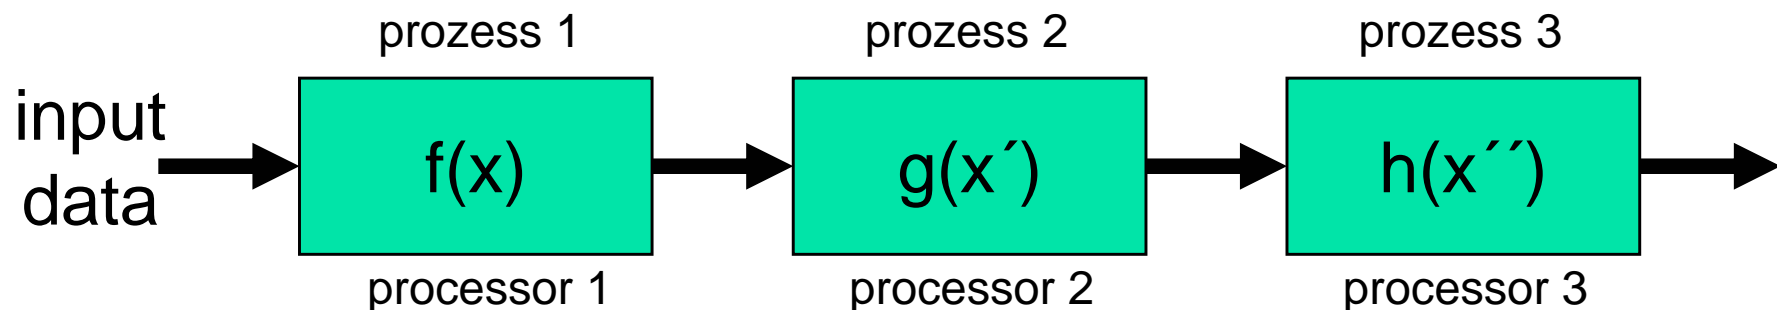 prozess 1
prozess 2
prozess 3
input
data
f(x)
g(x´)
h(x´´)
processor 1
processor 2
processor 3